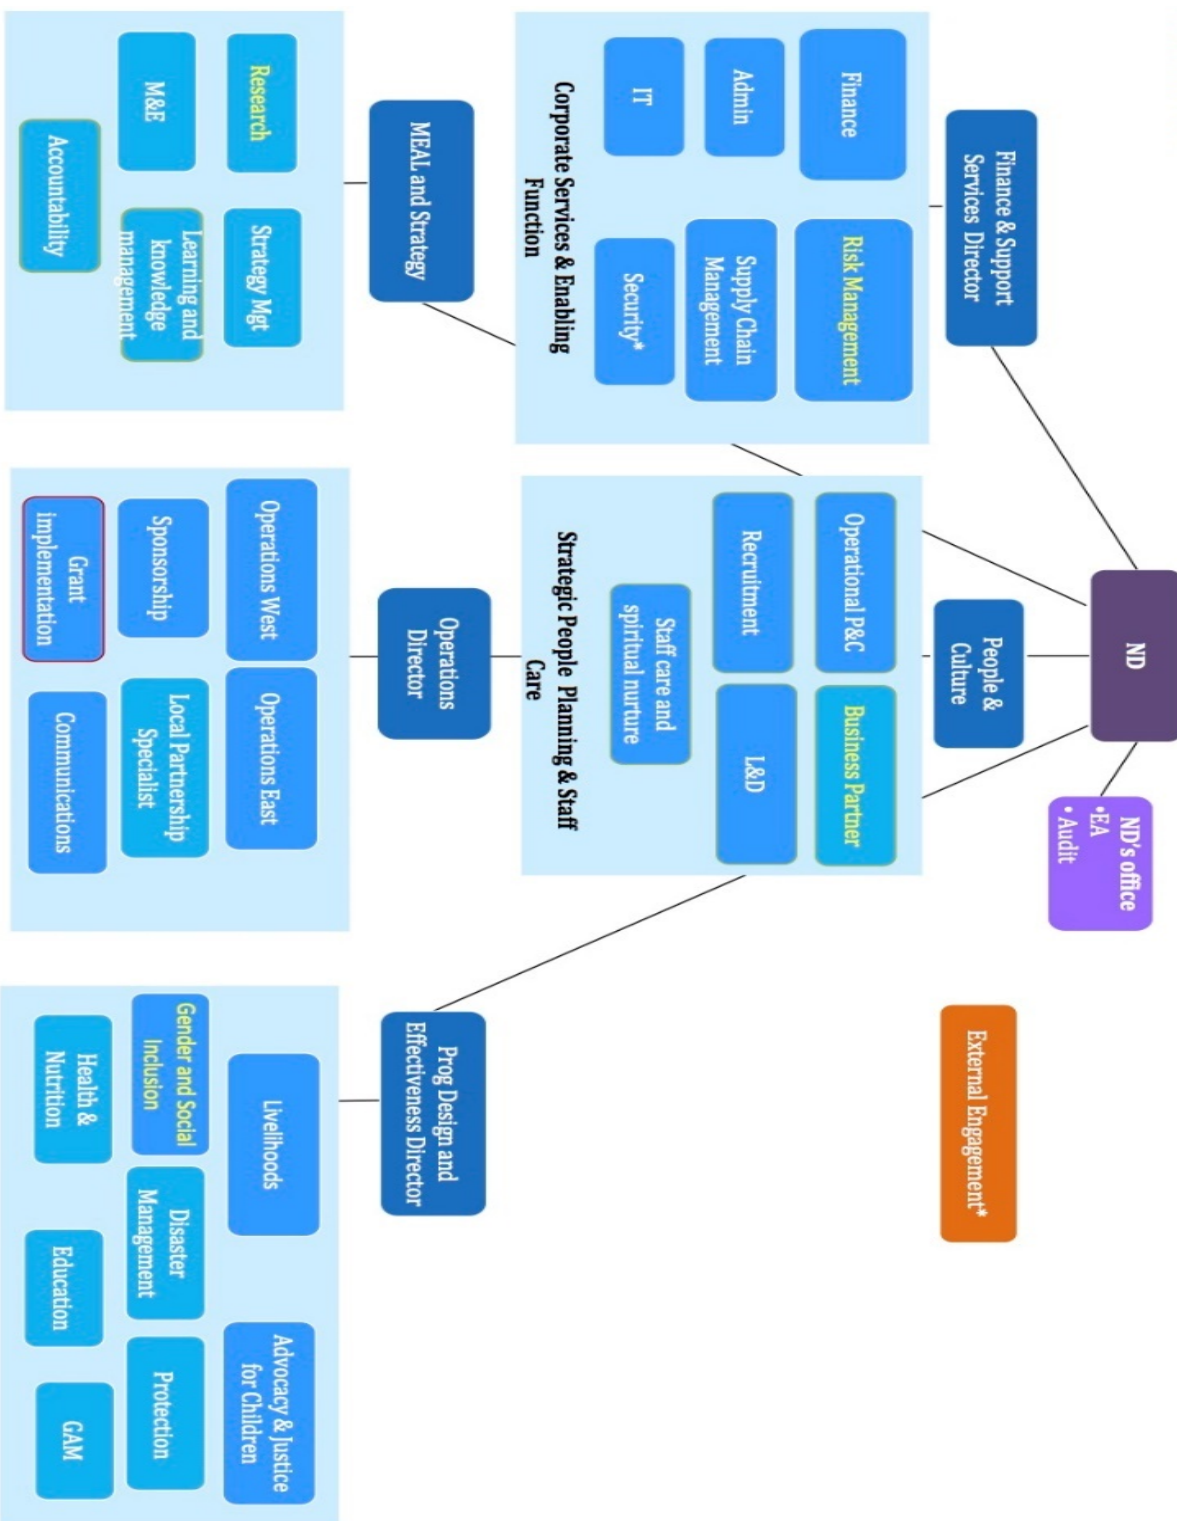 ND
ND's office
•EA
• Audit
External Engagement*
Finance & Support
Services Director
People &
Culture
Finance
Risk Management
Admin
Supply Chain
Management
IT
Security*
Corporate Services & Enabling
Function
Operational P&C
Business Partner
Recruitment
L&D
Staff care and
spiritual nurture
Strategic People Planning & Staff
Care
MEAL and Strategy
Operations
Director
Prog Design and
Effectiveness Director
Research
Strategy Mgt
M&E
Learning and
knowledge
management
Accountability
Operations West
Operations East
Sponsorship
Local Partnership
Specialist
Grant
implementation
Communications
Livelihoods
Advocacy & Justice
for Children
Gender and Social
Inclusion
Disaster
Management
Protection
Health &
Nutrition
Education
GAM